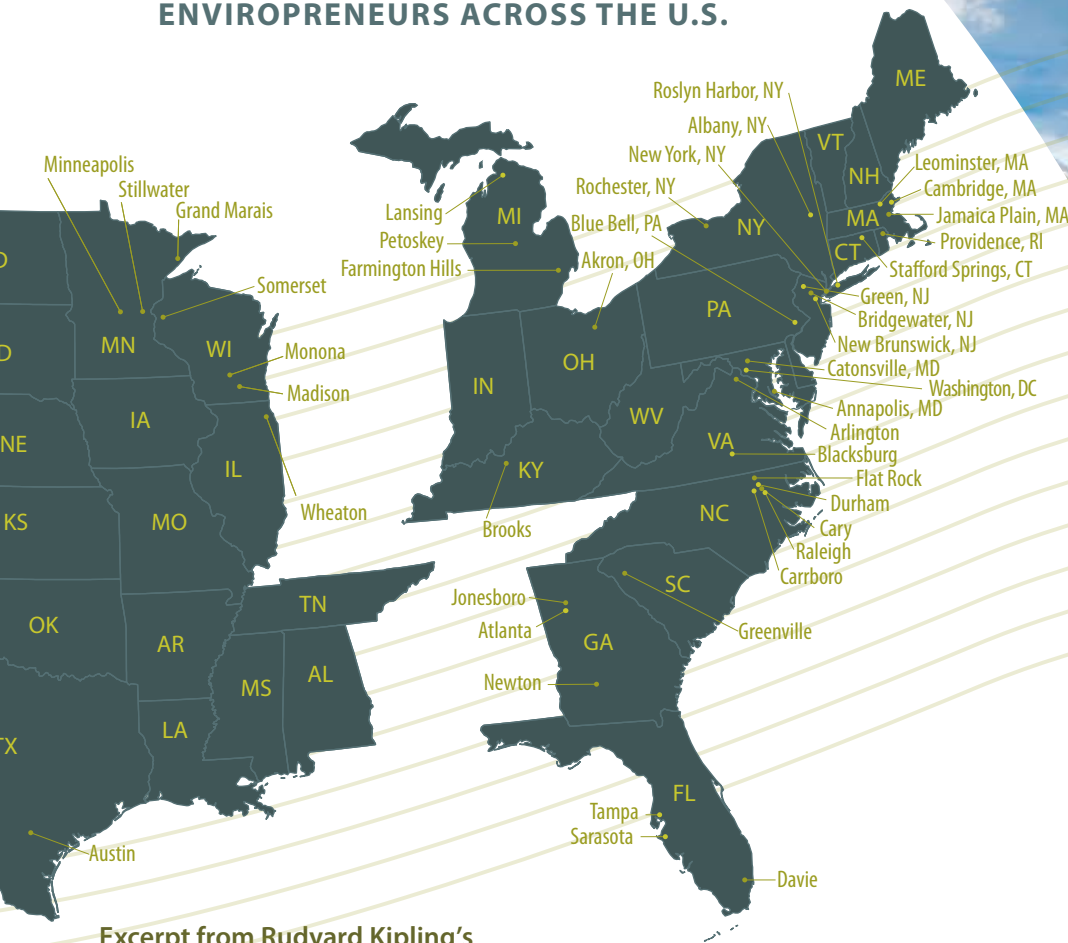 ENVIROPRENEURS ACROSS THE U.S.
ME
Roslyn Harbor, NY
Albany, NY
New York, NY
Rochester, NY
Blue Bell, PA
Akron, OH
VT
NH
Leominster, MA
Cambridge, MA
MA
Jamaica Plain, MA
Providence, RI
CT
Stafford Springs, CT
NY
Green, NJ
Bridgewater, NJ
New Brunswick, NJ
Catonsville, MD
Washington, DC
Annapolis, MD
Arlington
Blacksburg
Flat Rock
Durham
Cary
Raleigh
Carrboro
Minneapolis
Stillwater
Grand Marais
Somerset
Monona
Madison
Wheaton
Lansing
Petoskey
Farmington Hills
MI
MN
WI
IA
IL
NE
KS
MO
OK
AR
TN
MS
AL
LA
TX
Austin
IN
OH
PA
WV
VA
KY
Brooks
NC
SC
Greenville
Jonesboro
Atlanta
GA
Newton
FL
Tampa
Sarasota
Davie
Excerpt from Rudyard Kipling's